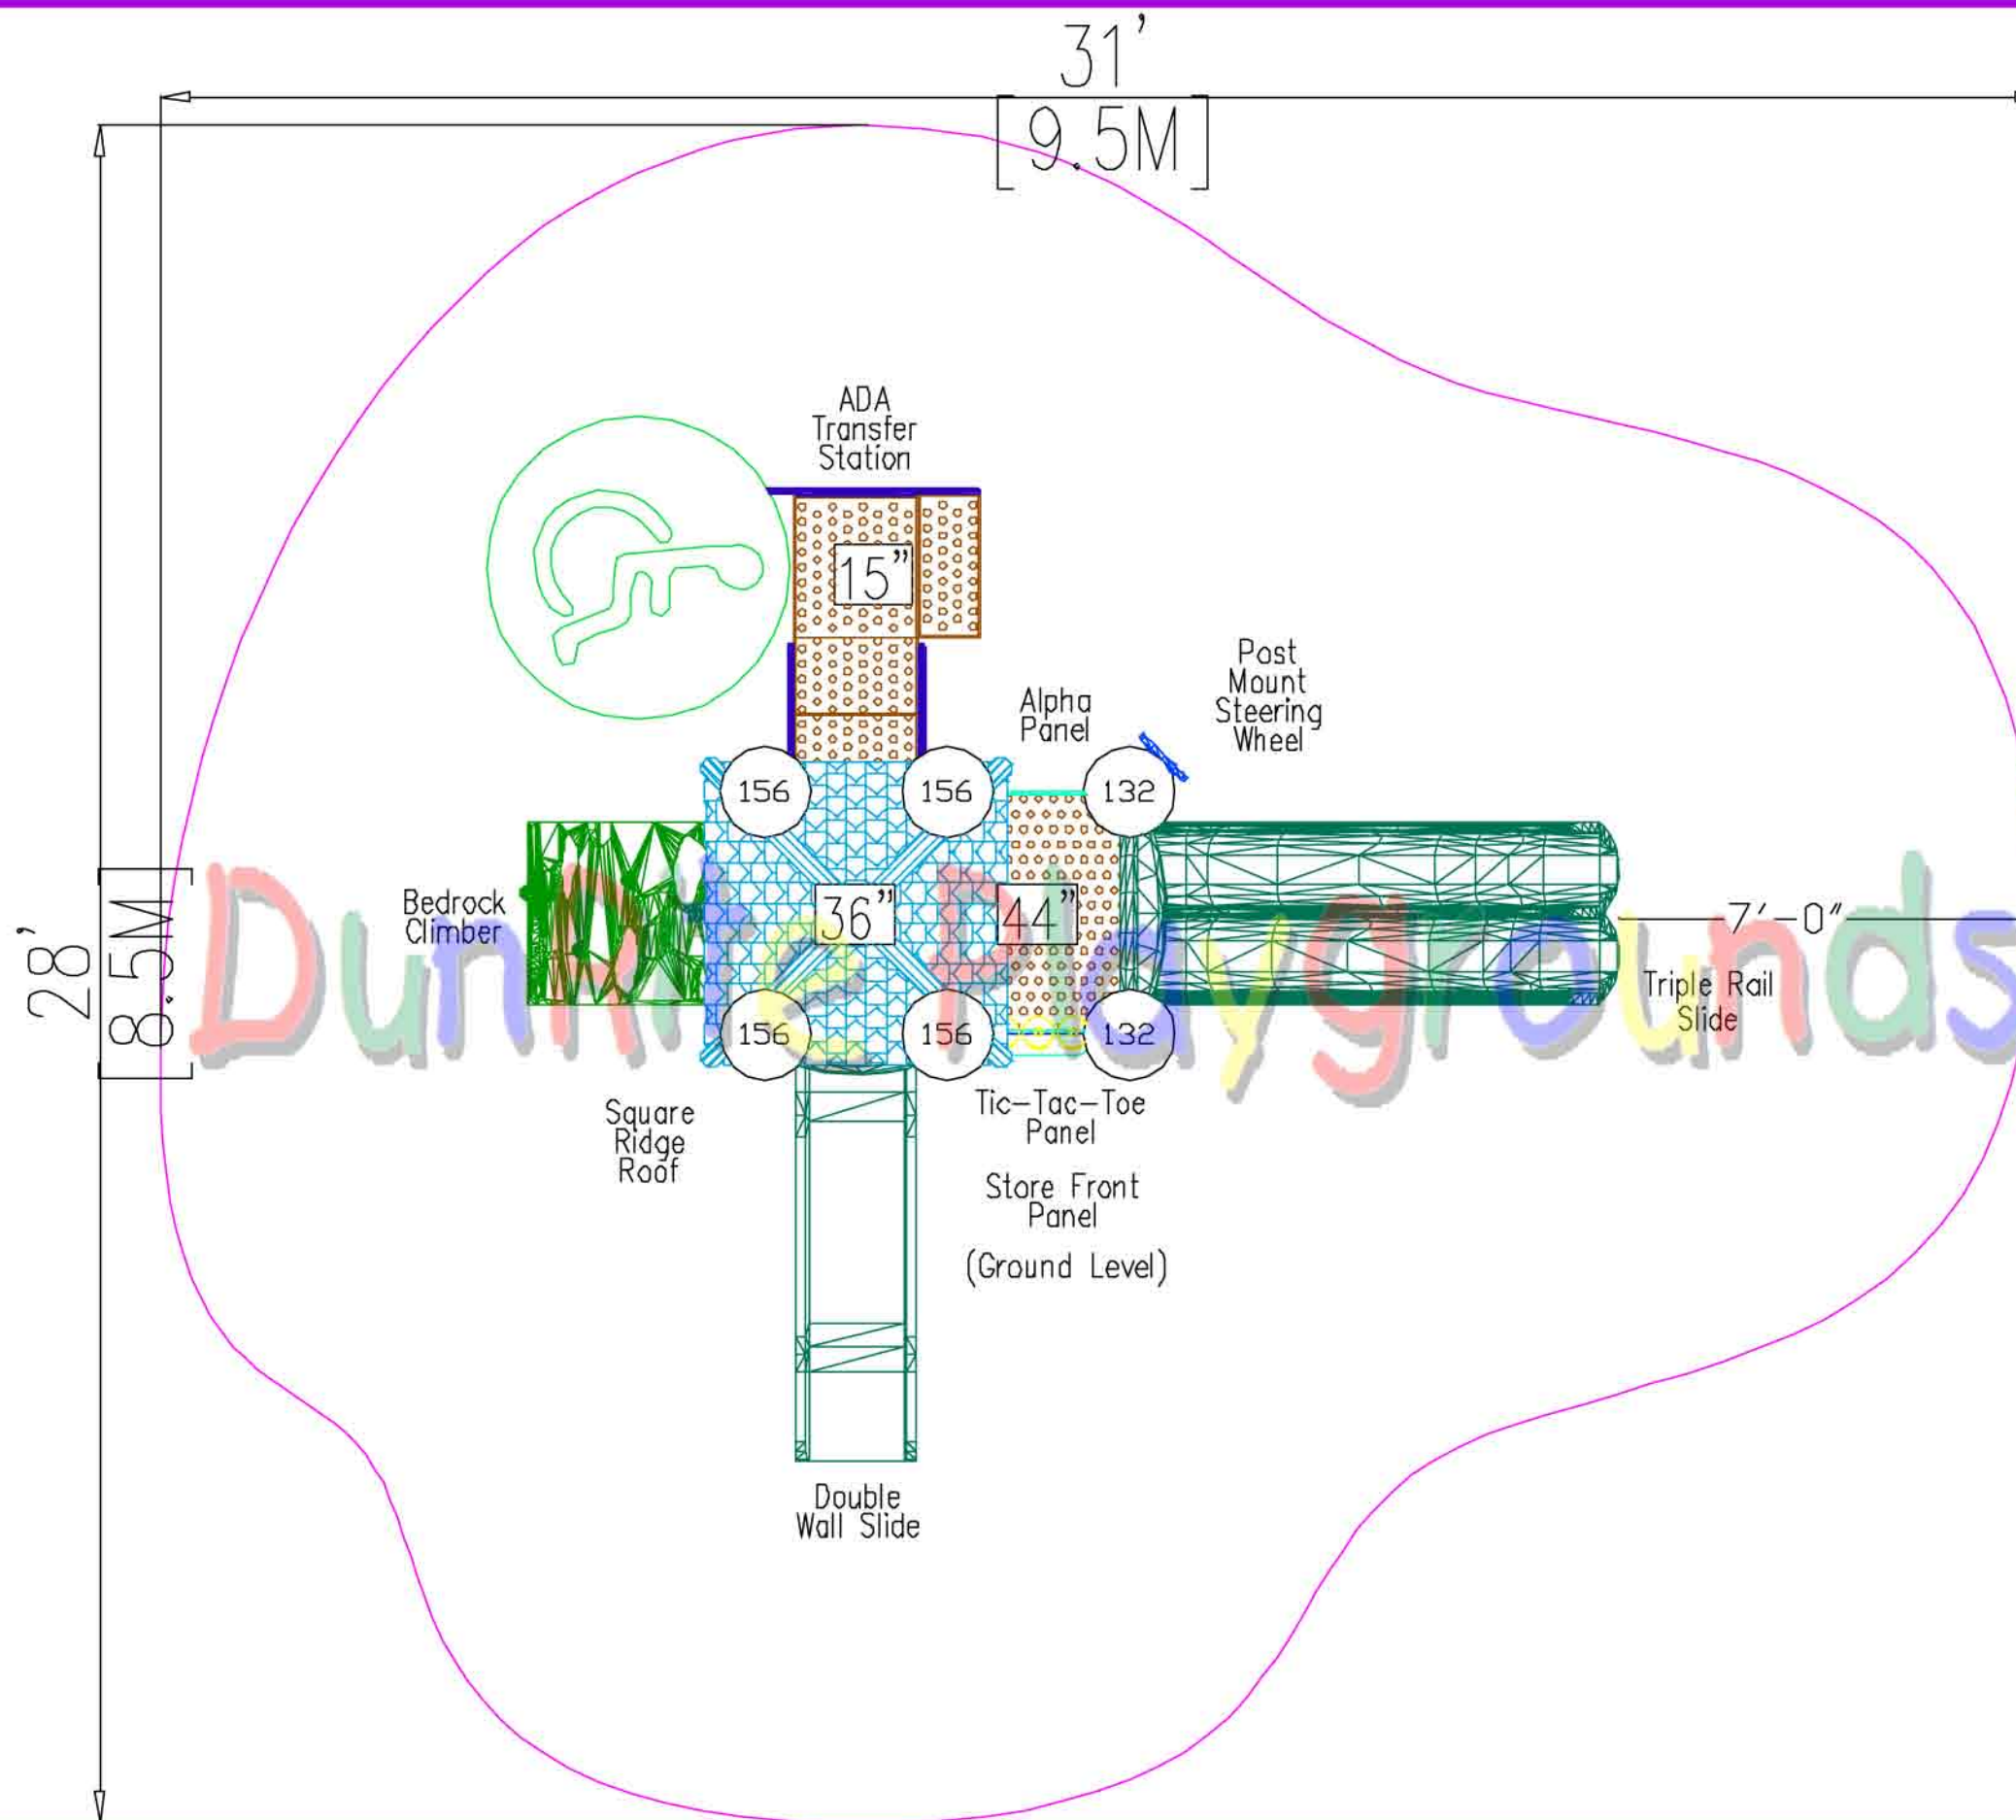 31'
[9.5M]
ADA
Transfer
Station
15"
Post
Mount
Steering
Wheel
Alpha
Panel
156
156
132
Bedrock
Climber
36"
44"
7'-0"
28'
[8.5M]
DunRite Playgrounds
Triple Rail
Slide
156
156
132
Square
Ridge
Roof
Tic-Tac-Toe
Panel
Store Front
Panel
(Ground Level)
Double
Wall Slide